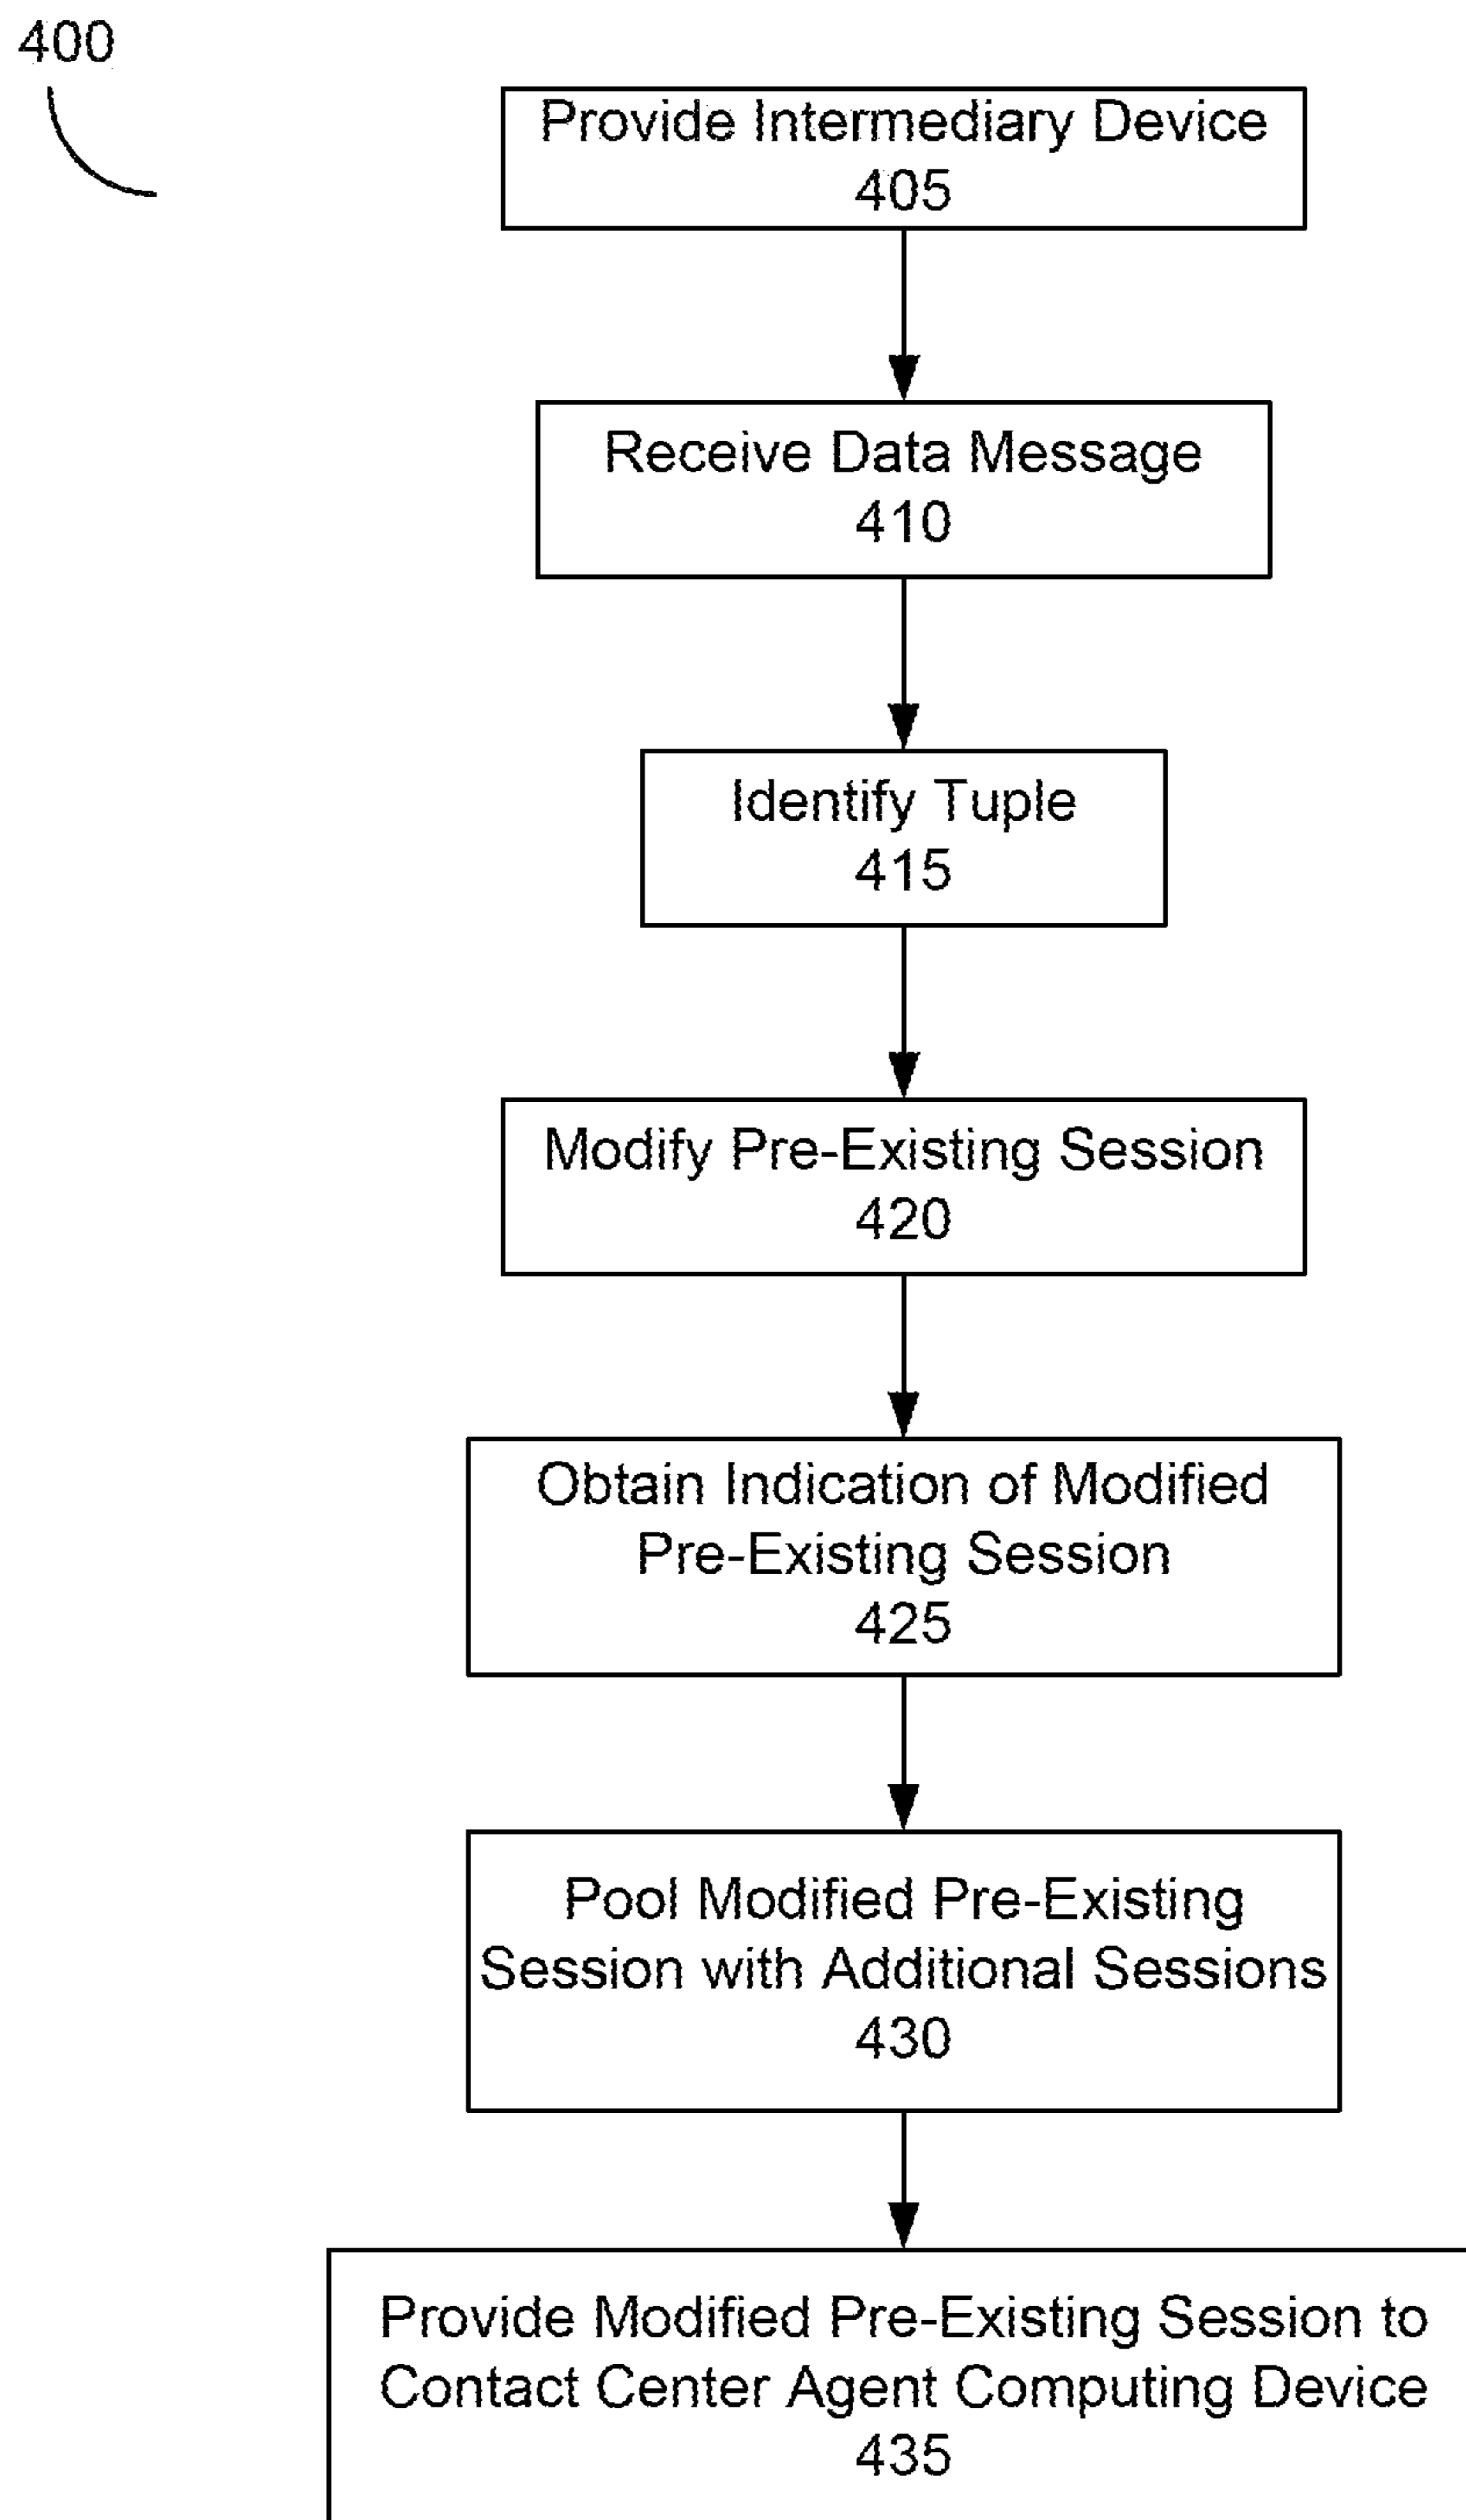 400
Provide Intermediary Device
405
Receive Data Message
410
Identify Tuple
415
Modify Pre-Existing Session
420
Obtain Indication of Modified
Pre-Existing Session
425
Pool Modified Pre-Existing
Session with Additional Sessions
430
Provide Modified Pre-Existing Session to
Contact Center Agent Computing Device
435